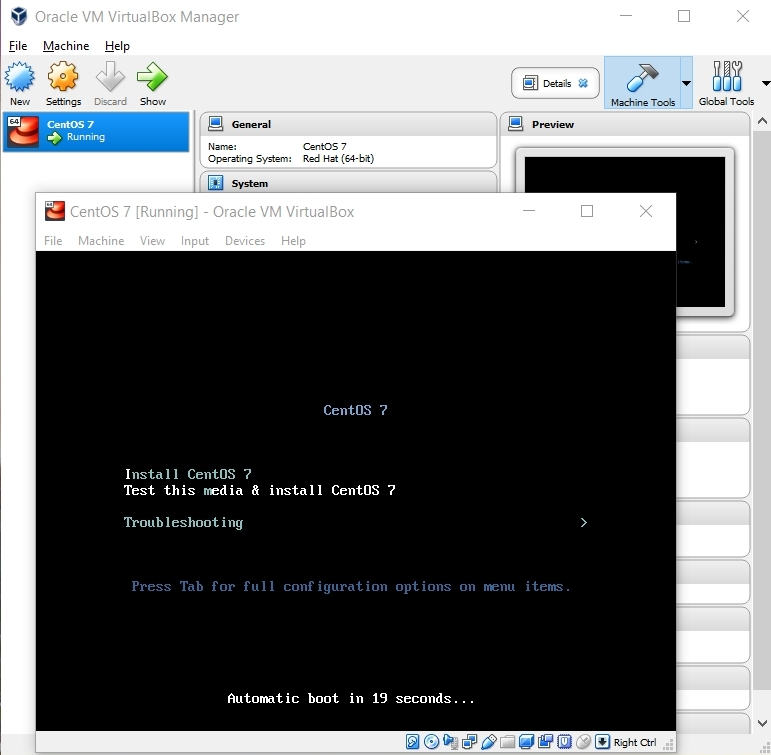 Oracle VM VirtualBox Manager
File Machine Help
New Settings Discard Show
Details
Machine Tools
Global Tools
64
CentOS 7
Running
General
Name: CentOS 7
Operating System: Red Hat (64-bit)
System
Preview
64
CentOS 7 [Running] - Oracle VM VirtualBox
File Machine View Input Devices Help
CentOS 7
Install CentOS 7
Test this media & install CentOS 7
Troubleshooting >
Press Tab for full configuration options on menu items.
Automatic boot in 19 seconds...
Right Ctrl